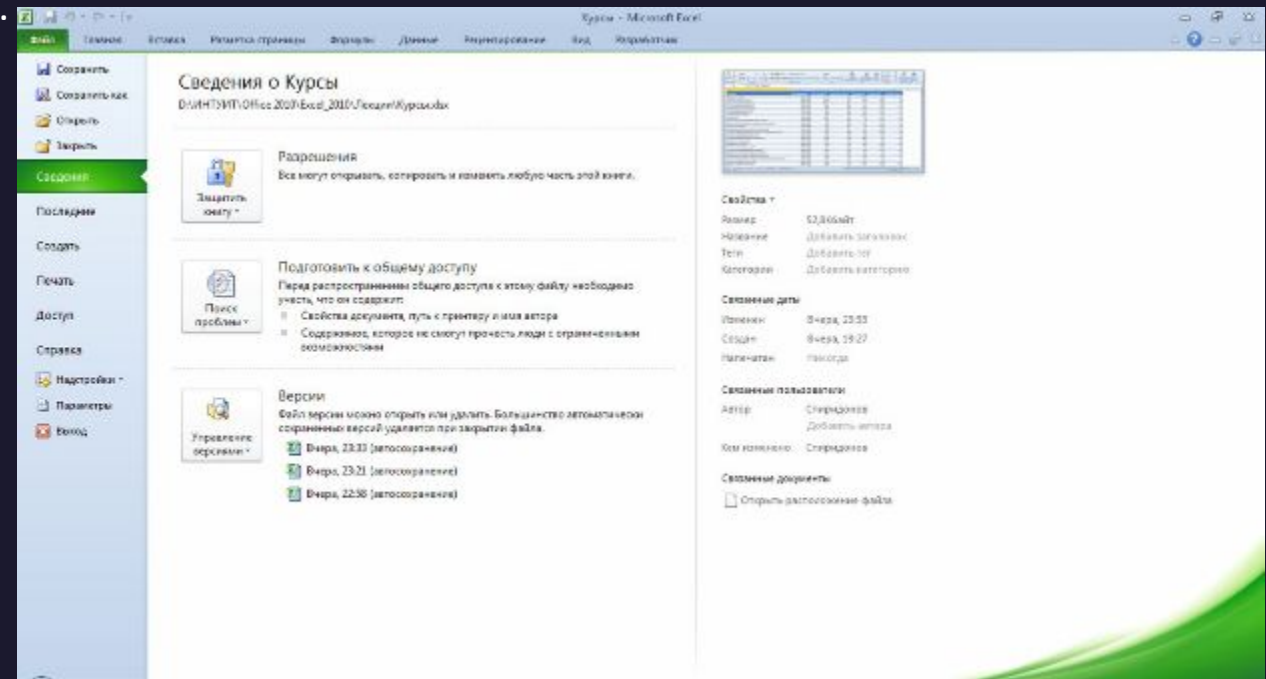 Курсы - Microsoft Excel
Файл Главная Вставка Разметка страницы Формулы Данные Рецензирование Вид Разработчик
Сохранить
Сохранить как
Открыть
Закрыть
Сведения
Последние
Создать
Печать
Доступ
Справка
Надстройки
Параметры
Выход
Сведения о Курсы
D:\ИНТУИТ\Office 2010\Excel_2010\Лекции\Курсы.xlsx
Защитить
книгу
Разрешения
Все могут открывать, копировать и изменять любую часть этой книги.
Поиск
проблем
Подготовить к общему доступу
Перед распространением общего доступа к этому файлу необходимо
учесть, что он содержит:
Свойства документа, путь к принтеру и имя автора
Содержимое, которое не смогут прочесть люди с ограниченными
возможностями
Управление
версиями
Версии
Файл версии можно открыть или удалить. Большинство автоматически
сохраненных версий удаляется при закрытии файла.
Вчера, 23:33 (автосохранение)
Вчера, 23:21 (автосохранение)
Вчера, 22:58 (автосохранение)
Свойства
Размер
Название Добавить заголовок
Теги Добавить тег
Категории Добавить категорию
Связанные даты
Изменен Вчера, 23:53
Создан Вчера, 19:27
Напечатан Никогда
Связанные пользователи
Автор Спиридонов
Добавить автора
Кем изменено Спиридонов
Связанные документы
Открыть расположение файла